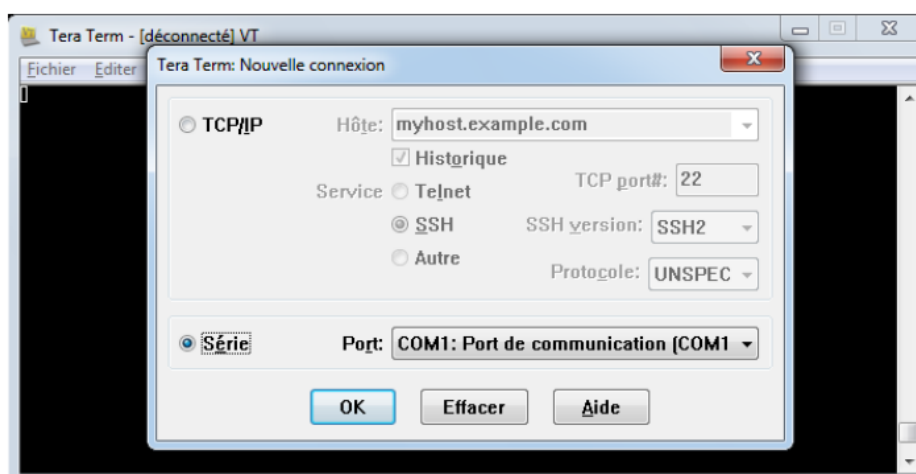 Tera Term - [déconnecté] VT
Fichier Editer
Tera Term: Nouvelle connexion
TCP/IP Hôte: myhost.example.com
Historique
Service Telnet TCP port#: 22
SSH SSH version: SSH2
Autre Protocole: UNSPEC
Série Port: COM1: Port de communication (COM1
OK Effacer Aide